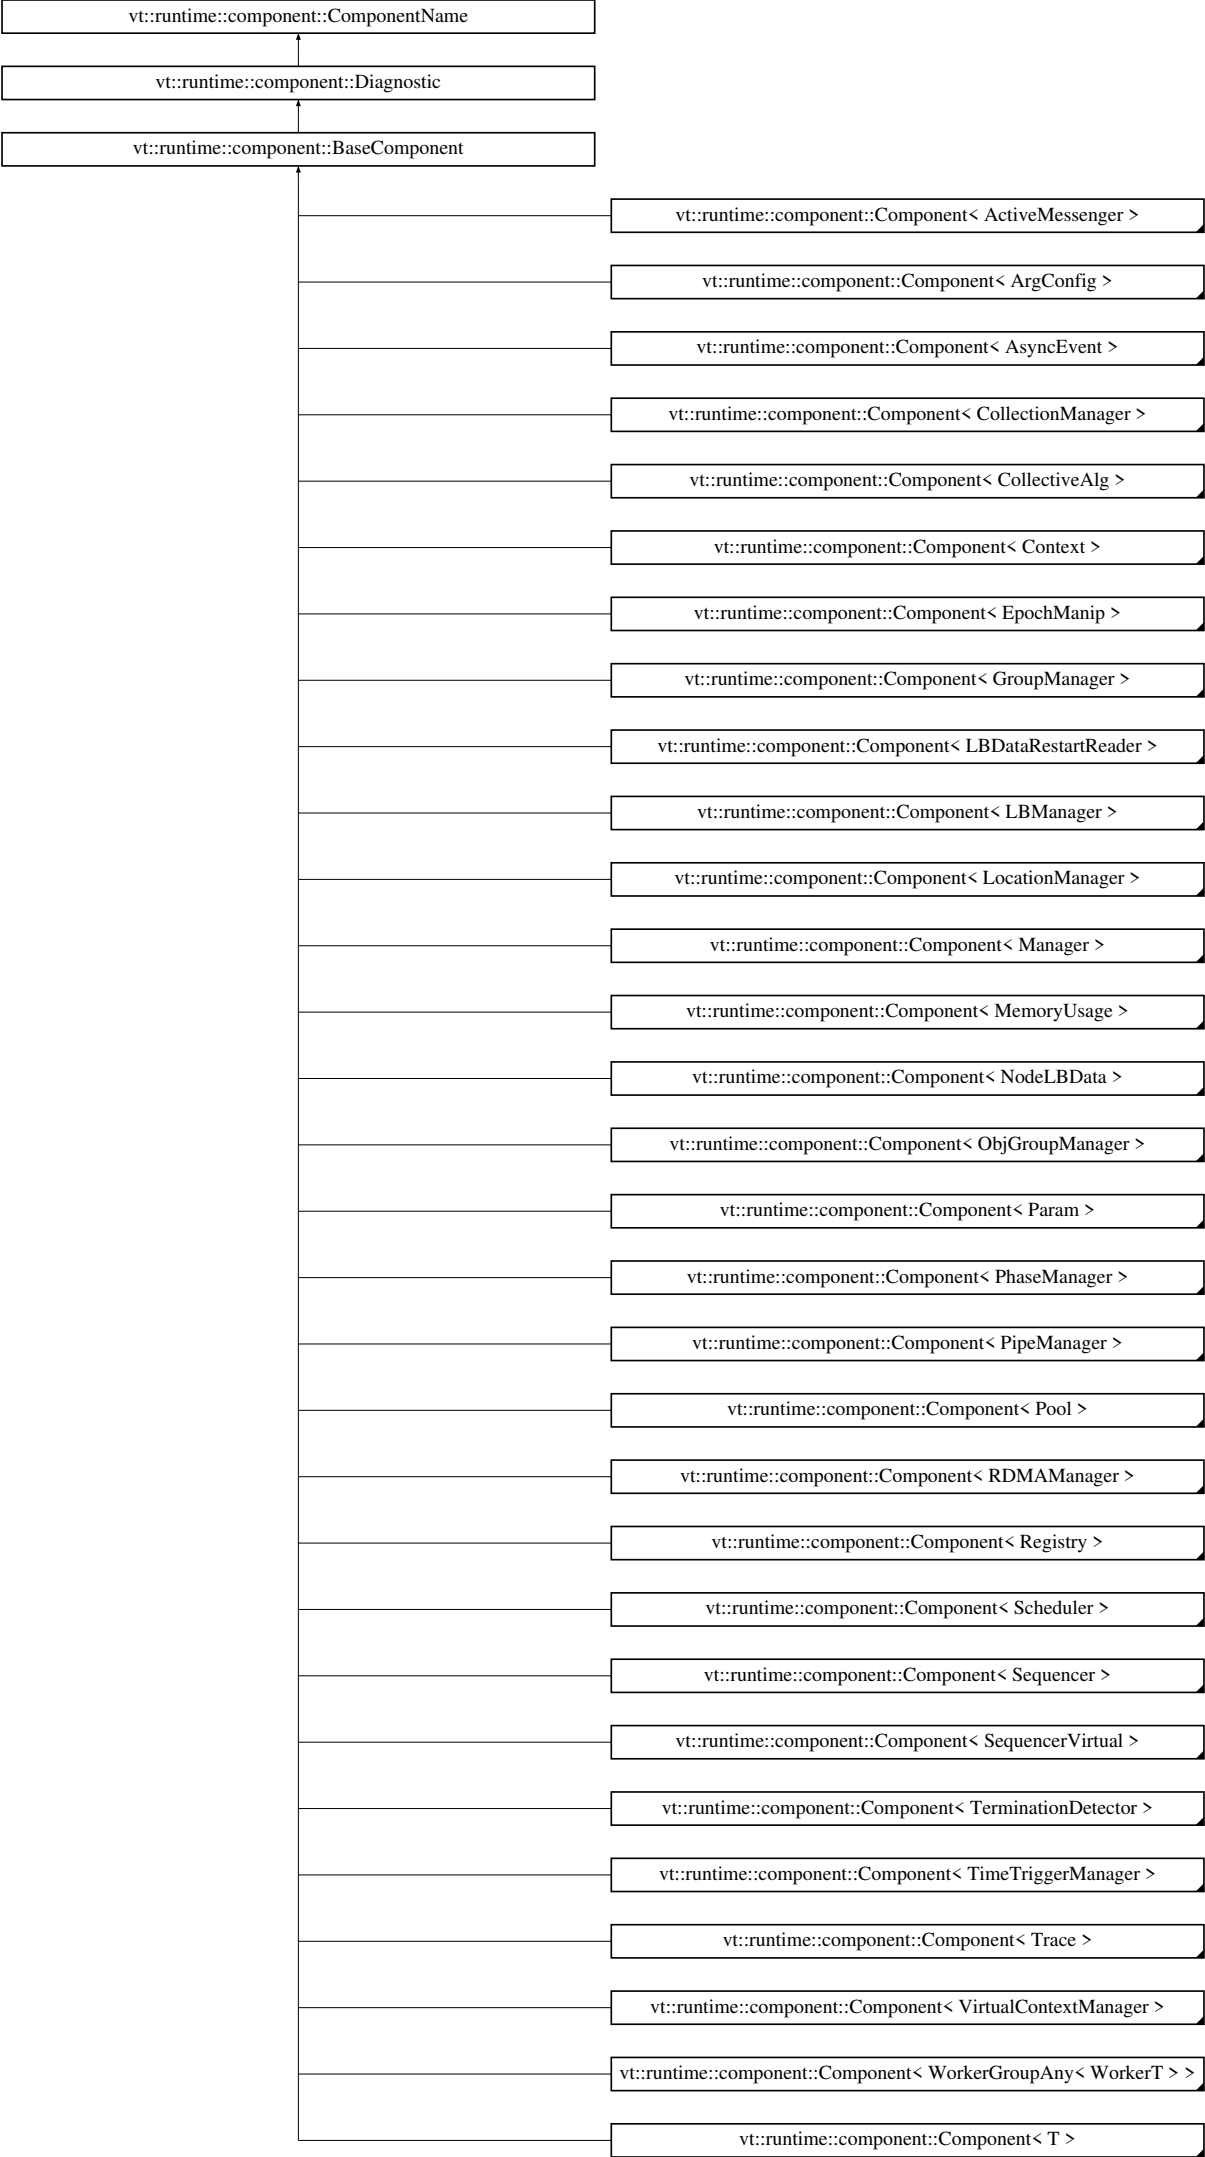 vt::runtime::component::ComponentName
vt::runtime::component::Diagnostic
vt::runtime::component::BaseComponent
vt::runtime::component::Component< ActiveMessenger >
vt::runtime::component::Component< ArgConfig >
vt::runtime::component::Component< AsyncEvent >
vt::runtime::component::Component< CollectionManager >
vt::runtime::component::Component< CollectiveAlg >
vt::runtime::component::Component< Context >
vt::runtime::component::Component< EpochManip >
vt::runtime::component::Component< GroupManager >
vt::runtime::component::Component< LBDataRestartReader >
vt::runtime::component::Component< LBManager >
vt::runtime::component::Component< LocationManager >
vt::runtime::component::Component< Manager >
vt::runtime::component::Component< MemoryUsage >
vt::runtime::component::Component< NodeLBData >
vt::runtime::component::Component< ObjGroupManager >
vt::runtime::component::Component< Param >
vt::runtime::component::Component< PhaseManager >
vt::runtime::component::Component< PipeManager >
vt::runtime::component::Component< Pool >
vt::runtime::component::Component< RDMAManager >
vt::runtime::component::Component< Registry >
vt::runtime::component::Component< Scheduler >
vt::runtime::component::Component< Sequencer >
vt::runtime::component::Component< SequencerVirtual >
vt::runtime::component::Component< TerminationDetector >
vt::runtime::component::Component< TimeTriggerManager >
vt::runtime::component::Component< Trace >
vt::runtime::component::Component< VirtualContextManager >
vt::runtime::component::Component< WorkerGroupAny< WorkerT > >
vt::runtime::component::Component< T >